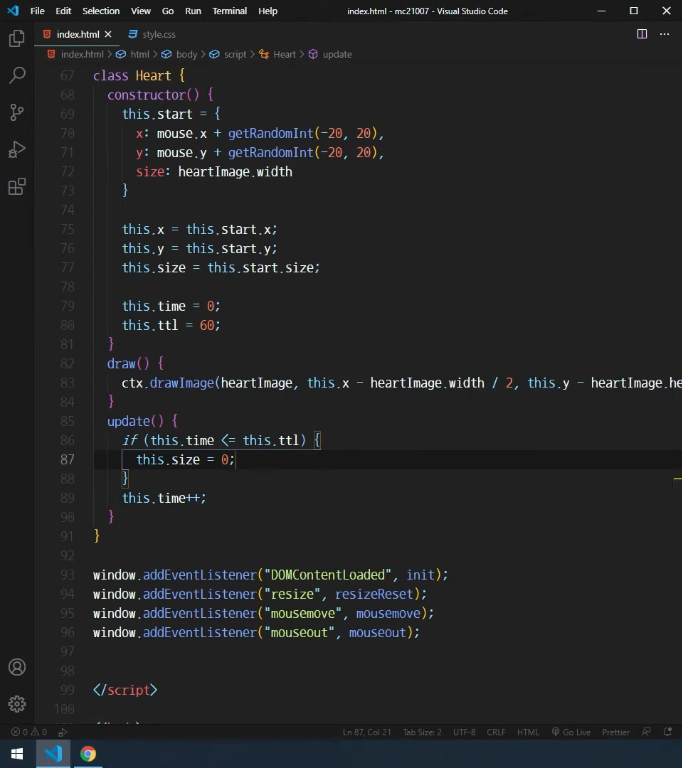 File Edit Selection View Go Run Terminal Help index.html - mc21007 - Visual Studio Code
index.html style.css
index.html > html > body > script > Heart > update
67 class Heart {
68 constructor() {
69 this.start = {
70 x: mouse.x + getRandomInt(-20, 20),
71 y: mouse.y + getRandomInt(-20, 20),
72 size: heartImage.width
73 }
74
75 this.x = this.start.x;
76 this.y = this.start.y;
77 this.size = this.start.size;
78
79 this.time = 0;
80 this.ttl = 60;
81 }
82 draw() {
83 ctx.drawImage(heartImage, this.x - heartImage.width / 2, this.y - heartImage.he
84 }
85 update() {
86 if (this.time <= this.ttl) {
87 this.size = 0;
88 }
89 this.time++;
90 }
91 }
92
93 window.addEventListener("DOMContentLoaded", init);
94 window.addEventListener("resize", resizeReset);
95 window.addEventListener("mousemove", mousemove);
96 window.addEventListener("mouseout", mouseout);
97
98
99 </script>
100
0 0 Ln 87, Col 21 Tab Size: 2 UTF-8 CRLF HTML Go Live Prettier